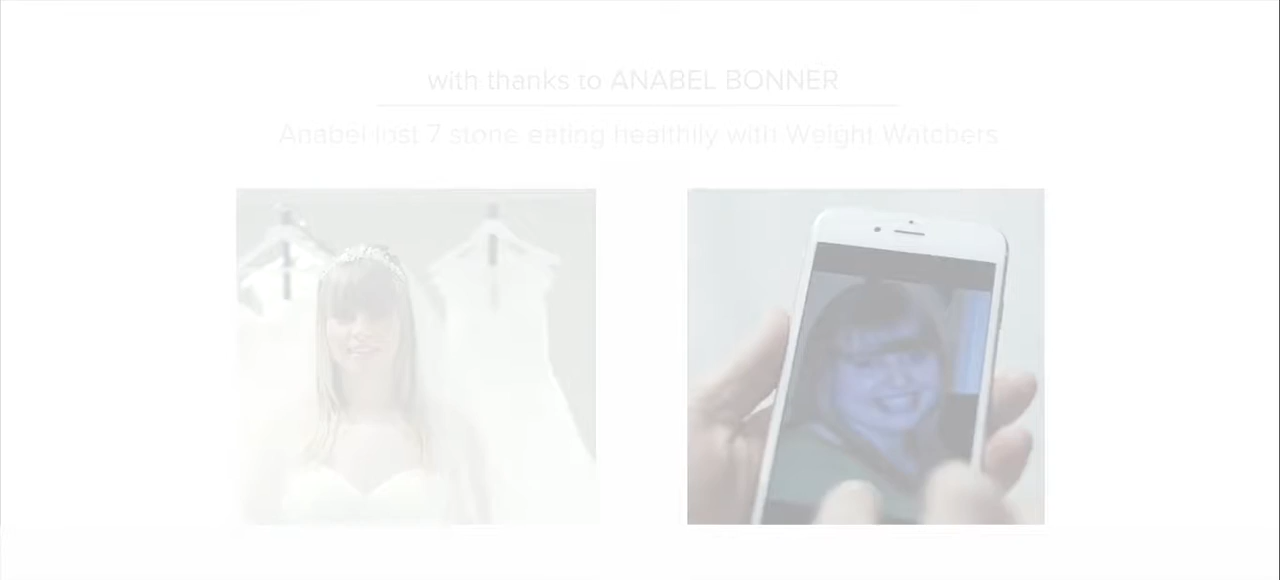 with thanks to ANABEL BONNER
Anabel lost 7 stone eating healthily with Weight Watchers